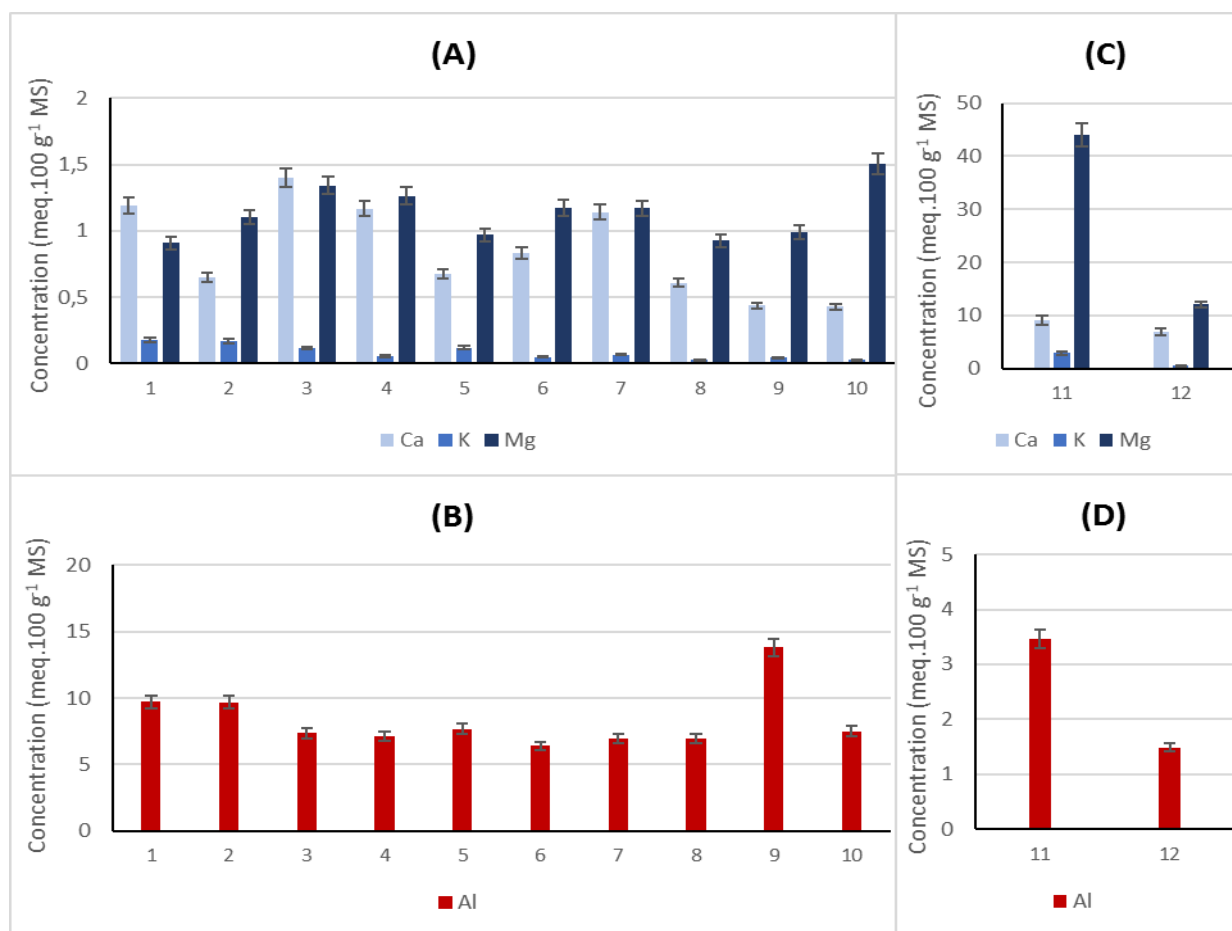 (A)
Concentration (meq.100 g⁻¹ MS)
2
1,5
1
0,5
0
1 2 3 4 5 6 7 8 9 10
Ca K Mg
(C)
Concentration (meq.100 g⁻¹ MS)
50
40
30
20
10
0
11 12
Ca K Mg
(B)
Concentration (meq.100 g⁻¹ MS)
20
15
10
5
0
1 2 3 4 5 6 7 8 9 10
Al
(D)
Concentration (meq.100 g⁻¹ MS)
5
4
3
2
1
0
11 12
Al